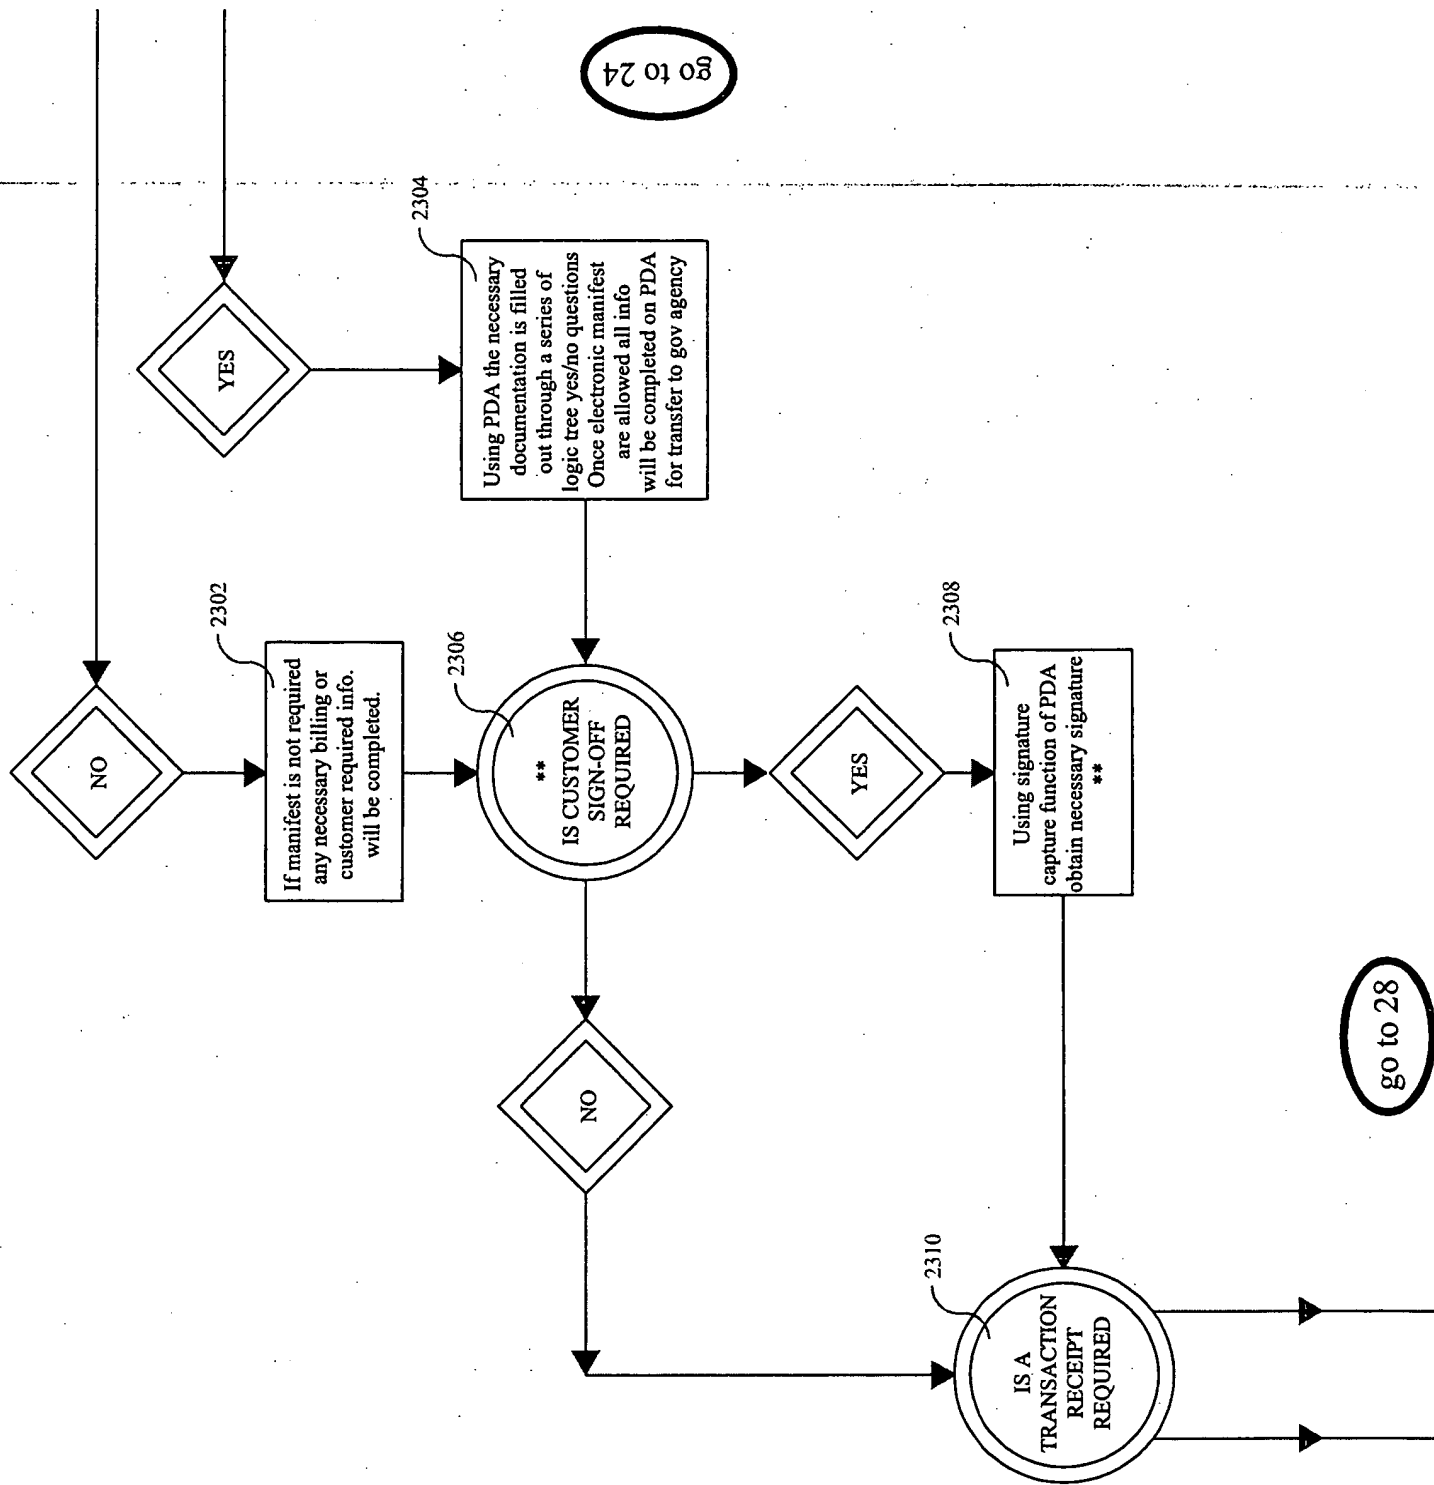 go to 24
NO
YES
2302
If manifest is not required
any necessary billing or
customer required info.
will be completed.
2304
Using PDA the necessary
documentation is filled
out through a series of
logic tree yes/no questions
Once electronic manifest
are allowed all info
will be completed on PDA
for transfer to gov agency
2306
**
IS CUSTOMER
SIGN-OFF
REQUIRED
NO
YES
2308
Using signature
capture function of PDA
obtain necessary signature
**
2310
IS A
TRANSACTION
RECEIPT
REQUIRED
go to 28